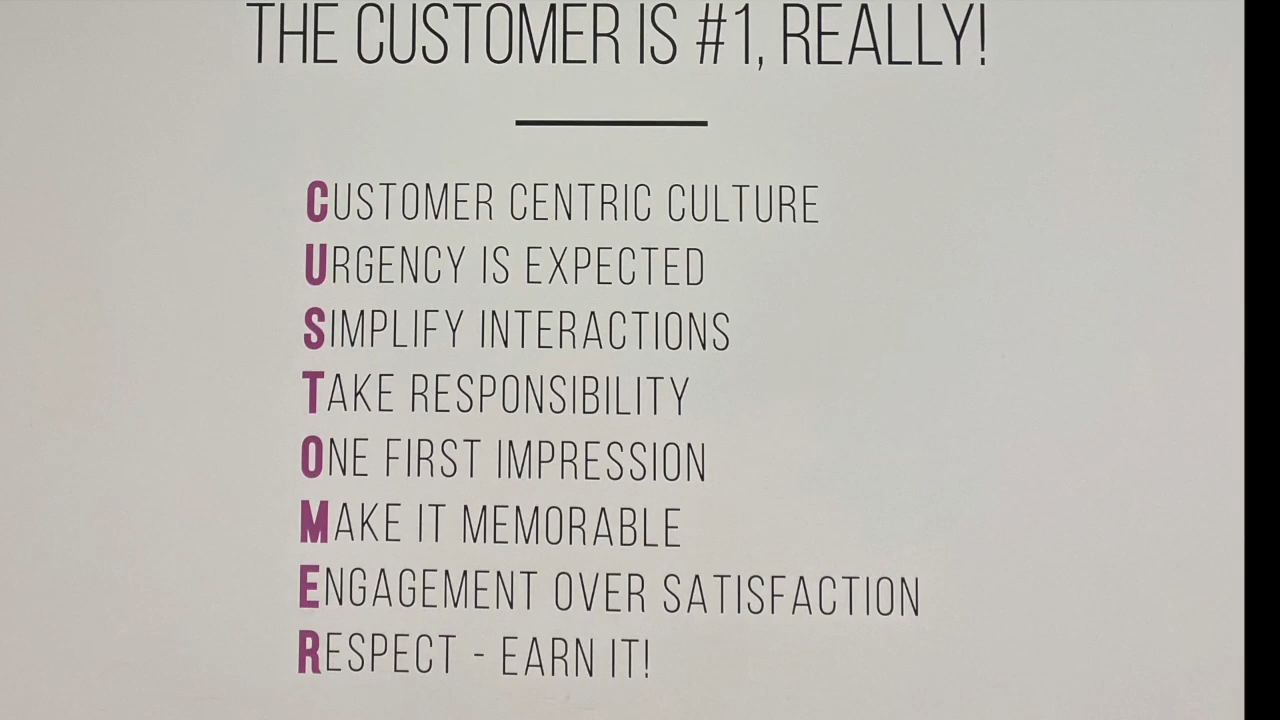 THE CUSTOMER IS #1, REALLY!
CUSTOMER CENTRIC CULTURE
URGENCY IS EXPECTED
SIMPLIFY INTERACTIONS
TAKE RESPONSIBILITY
ONE FIRST IMPRESSION
MAKE IT MEMORABLE
ENGAGEMENT OVER SATISFACTION
RESPECT - EARN IT!